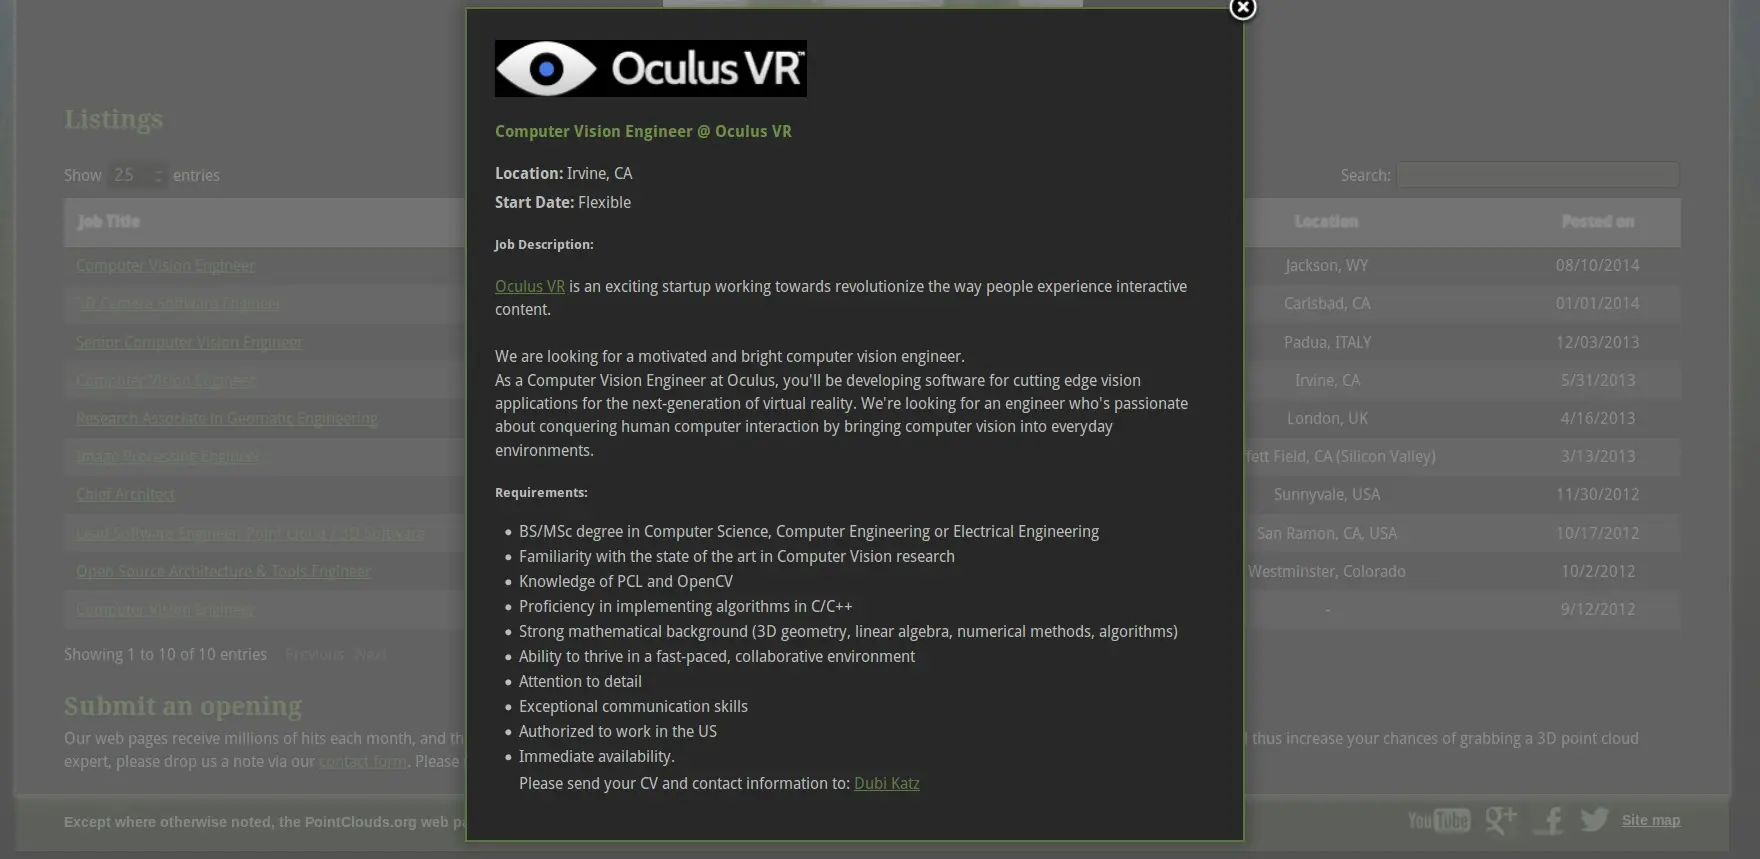 Oculus VR™
Computer Vision Engineer @ Oculus VR
Location: Irvine, CA
Start Date: Flexible
Job Description:
Oculus VR is an exciting startup working towards revolutionize the way people experience interactive
content.
We are looking for a motivated and bright computer vision engineer.
As a Computer Vision Engineer at Oculus, you'll be developing software for cutting edge vision
applications for the next-generation of virtual reality. We're looking for an engineer who's passionate
about conquering human computer interaction by bringing computer vision into everyday
environments.
Requirements:
• BS/MSc degree in Computer Science, Computer Engineering or Electrical Engineering
• Familiarity with the state of the art in Computer Vision research
• Knowledge of PCL and OpenCV
• Proficiency in implementing algorithms in C/C++
• Strong mathematical background (3D geometry, linear algebra, numerical methods, algorithms)
• Ability to thrive in a fast-paced, collaborative environment
• Attention to detail
• Exceptional communication skills
• Authorized to work in the US
• Immediate availability.
Please send your CV and contact information to: Dubi Katz
Listings
Show 25 entries
Search:
Job Title Location Posted on
Computer Vision Engineer Jackson, WY 08/10/2014
3D Camera Software Engineer Carlsbad, CA 01/01/2014
Senior Computer Vision Engineer Padua, ITALY 12/03/2013
Computer Vision Engineer Irvine, CA 5/31/2013
Research Associate in Geomatic Engineering London, UK 4/16/2013
Image Processing Engineer ffett Field, CA (Silicon Valley) 3/13/2013
Chief Architect Sunnyvale, USA 11/30/2012
Lead Software Engineer, Point Cloud / 3D Software San Ramon, CA, USA 10/17/2012
Open Source Architecture & Tools Engineer Westminster, Colorado 10/2/2012
Computer Vision Engineer - 9/12/2012
Showing 1 to 10 of 10 entries Previous Next
Submit an opening
Our web pages receive millions of hits each month, and th thus increase your chances of grabbing a 3D point cloud
expert, please drop us a note via our contact form. Please
Except where otherwise noted, the PointClouds.org web pa
YouTube g+ f Site map